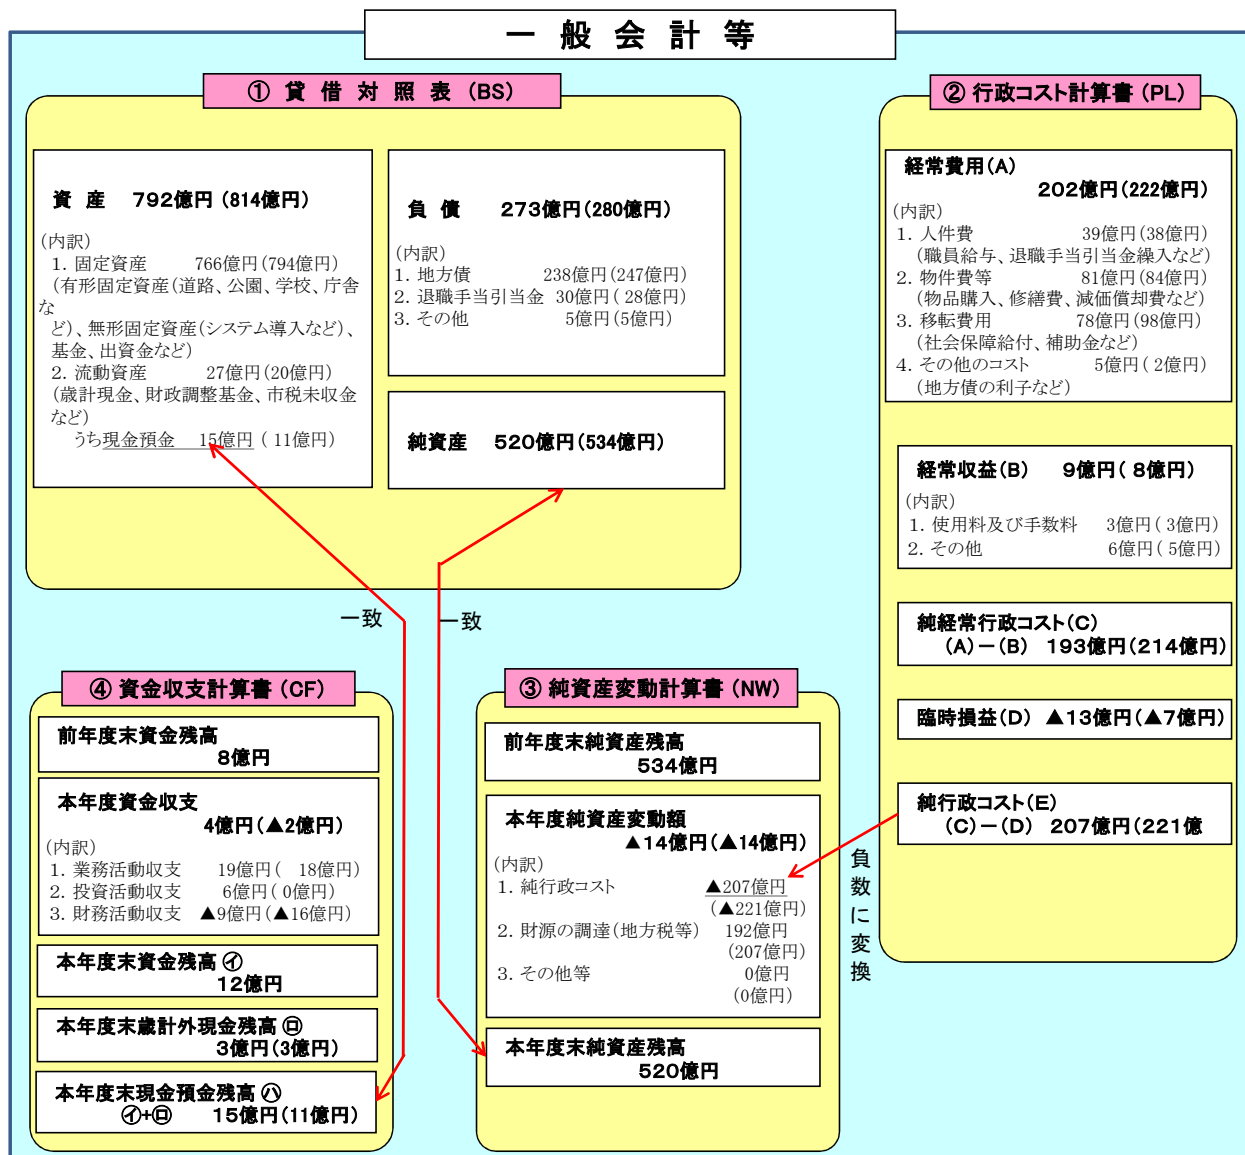 一般会計等
① 貸借対照表 (BS)
資 産 792億円 (814億円)
(内訳)
1. 固定資産 766億円(794億円)
(有形固定資産(道路、公園、学校、庁舎
な
ど)、無形固定資産(システム導入など)、
基金、出資金など)
2. 流動資産 27億円(20億円)
(歳計現金、財政調整基金、市税未収金
など)
うち現金預金 15億円 ( 11億円)
負 債 273億円(280億円)
(内訳)
1. 地方債 238億円(247億円)
2. 退職手当引当金 30億円( 28億円)
3. その他 5億円(5億円)
純資産 520億円(534億円)
② 行政コスト計算書 (PL)
経常費用(A)
202億円(222億円)
(内訳)
1. 人件費 39億円(38億円)
(職員給与、退職手当引当金繰入など)
2. 物件費等 81億円(84億円)
(物品購入、修繕費、減価償却費など)
3. 移転費用 78億円(98億円)
(社会保障給付、補助金など)
4. その他のコスト 5億円( 2億円)
(地方債の利子など)
経常収益(B) 9億円( 8億円)
(内訳)
1. 使用料及び手数料 3億円( 3億円)
2. その他 6億円( 5億円)
純経常行政コスト(C)
(A)－(B) 193億円(214億円)
臨時損益(D) ▲13億円(▲7億円)
純行政コスト(E)
(C)－(D) 207億円(221億
一致
一致
④ 資金収支計算書 (CF)
前年度末資金残高
8億円
本年度資金収支
4億円(▲2億円)
(内訳)
1. 業務活動収支 19億円( 18億円)
2. 投資活動収支 6億円( 0億円)
3. 財務活動収支 ▲9億円(▲16億円)
本年度末資金残高 ㋑
12億円
本年度末歳計外現金残高 ㋺
3億円(3億円)
本年度末現金預金残高 ㋩
㋑+㋺ 15億円(11億円)
③ 純資産変動計算書 (NW)
前年度末純資産残高
534億円
本年度純資産変動額
▲14億円(▲14億円)
(内訳)
1. 純行政コスト ▲207億円
(▲221億円)
2. 財源の調達(地方税等) 192億円
(207億円)
3. その他等 0億円
(0億円)
本年度末純資産残高
520億円
負数に変換